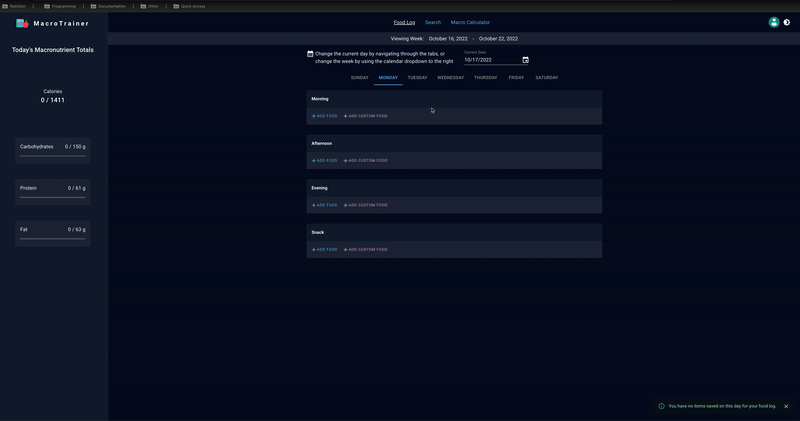 Nutrition
Programming
Documentation
Other
Quick Access
MacroTrainer
Food Log
Search
Macro Calculator
Viewing Week: October 16, 2022 - October 22, 2022
Today's Macronutrient Totals
Calories
0 / 1411
Carbohydrates 0 / 150 g
Protein 0 / 61 g
Fat 0 / 63 g
Change the current day by navigating through the tabs, or
change the week by using the calendar dropdown to the right
Current Date
10/17/2022
SUNDAY MONDAY TUESDAY WEDNESDAY THURSDAY FRIDAY SATURDAY
Morning
+ ADD FOOD + ADD CUSTOM FOOD
Afternoon
+ ADD FOOD + ADD CUSTOM FOOD
Evening
+ ADD FOOD + ADD CUSTOM FOOD
Snack
+ ADD FOOD + ADD CUSTOM FOOD
You have no items saved on this day for your food log